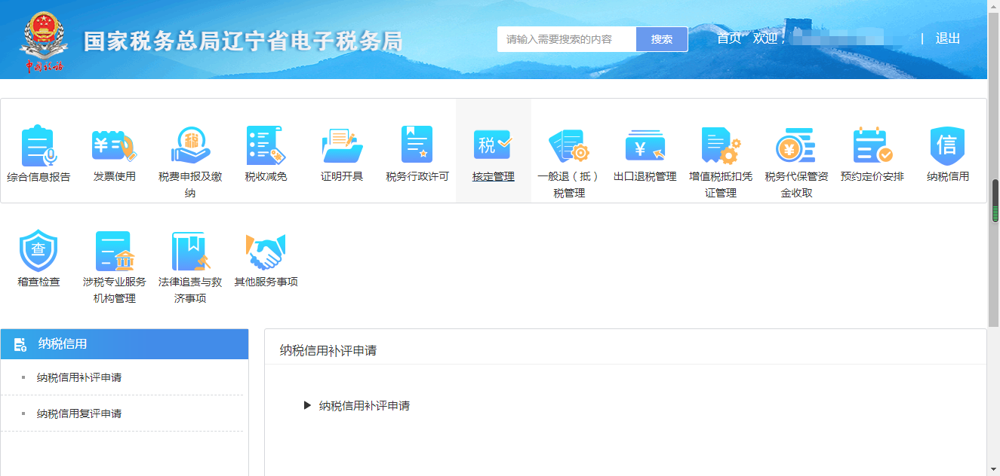 国家税务总局辽宁省电子税务局
请输入需要搜索的内容
搜索
首页 欢迎,
| 退出
中国税务
税
¥
税
¥
¥
信
综合信息报告
发票使用
税费申报及缴
纳
税收减免
证明开具
税务行政许可
核定管理
一般退（抵）
税管理
出口退税管理
增值税抵扣凭
证管理
税务代保管资
金收取
预约定价安排
纳税信用
查
稽查检查
涉税专业服务
机构管理
法律追责与救
济事项
其他服务事项
纳税信用
纳税信用补评申请
纳税信用复评申请
纳税信用补评申请
纳税信用补评申请